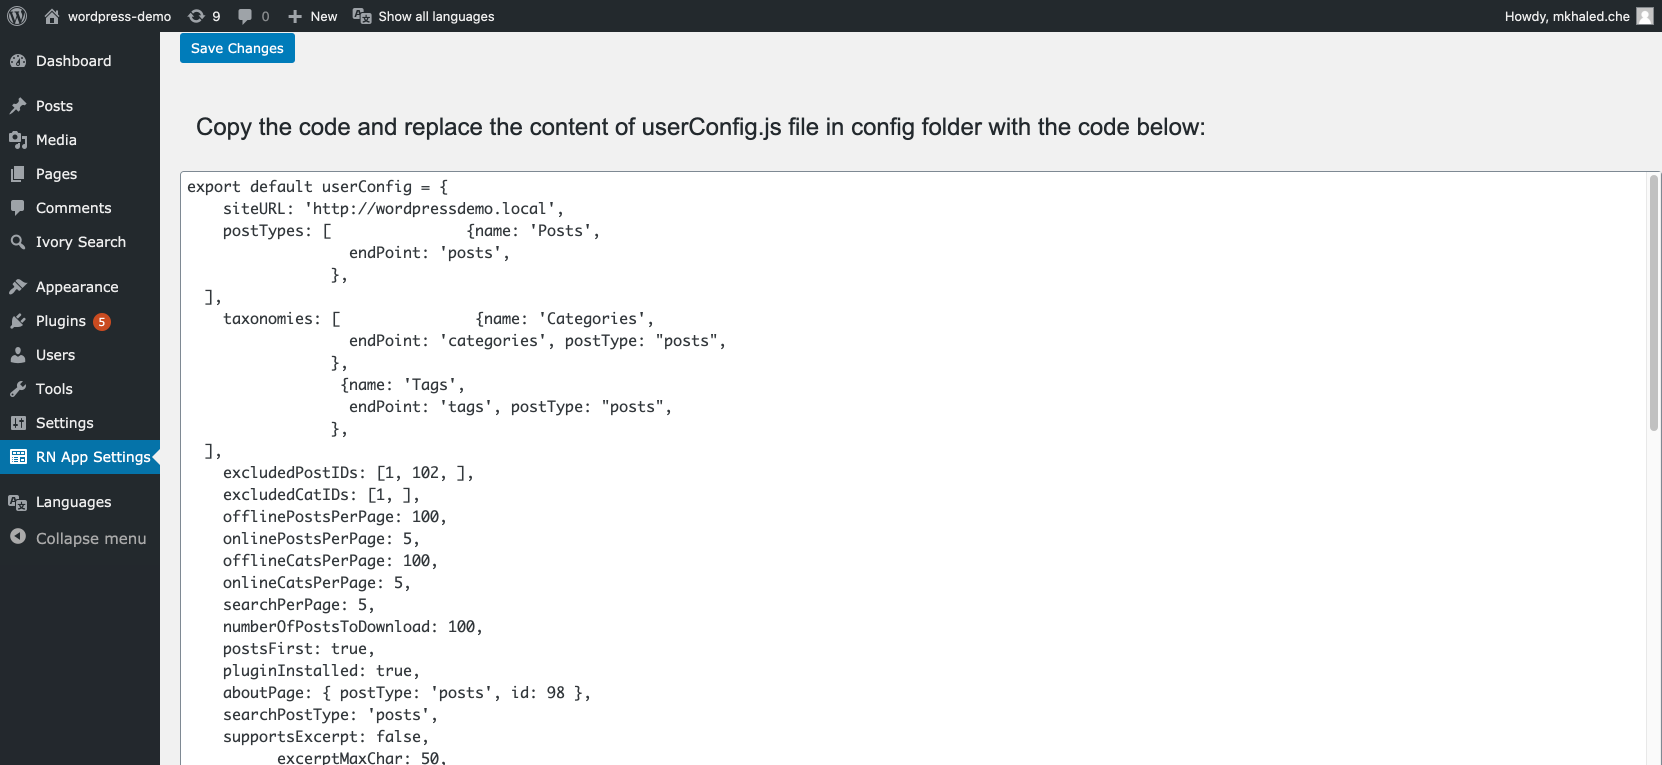 wordpress-demo 9 0 New Show all languages Howdy, mkhaled.che
Dashboard
Posts
Media
Pages
Comments
Ivory Search
Appearance
Plugins 5
Users
Tools
Settings
RN App Settings
Languages
Collapse menu
Save Changes
Copy the code and replace the content of userConfig.js file in config folder with the code below:
export default userConfig = {
    siteURL: 'http://wordpressdemo.local',
    postTypes: [               {name: 'Posts',
                  endPoint: 'posts',
                },
  ],
    taxonomies: [               {name: 'Categories',
                  endPoint: 'categories', postType: "posts",
                },
                 {name: 'Tags',
                  endPoint: 'tags', postType: "posts",
                },
  ],
    excludedPostIDs: [1, 102, ],
    excludedCatIDs: [1, ],
    offlinePostsPerPage: 100,
    onlinePostsPerPage: 5,
    offlineCatsPerPage: 100,
    onlineCatsPerPage: 5,
    searchPerPage: 5,
    numberOfPostsToDownload: 100,
    postsFirst: true,
    pluginInstalled: true,
    aboutPage: { postType: 'posts', id: 98 },
    searchPostType: 'posts',
    supportsExcerpt: false,
          excerptMaxChar: 50,